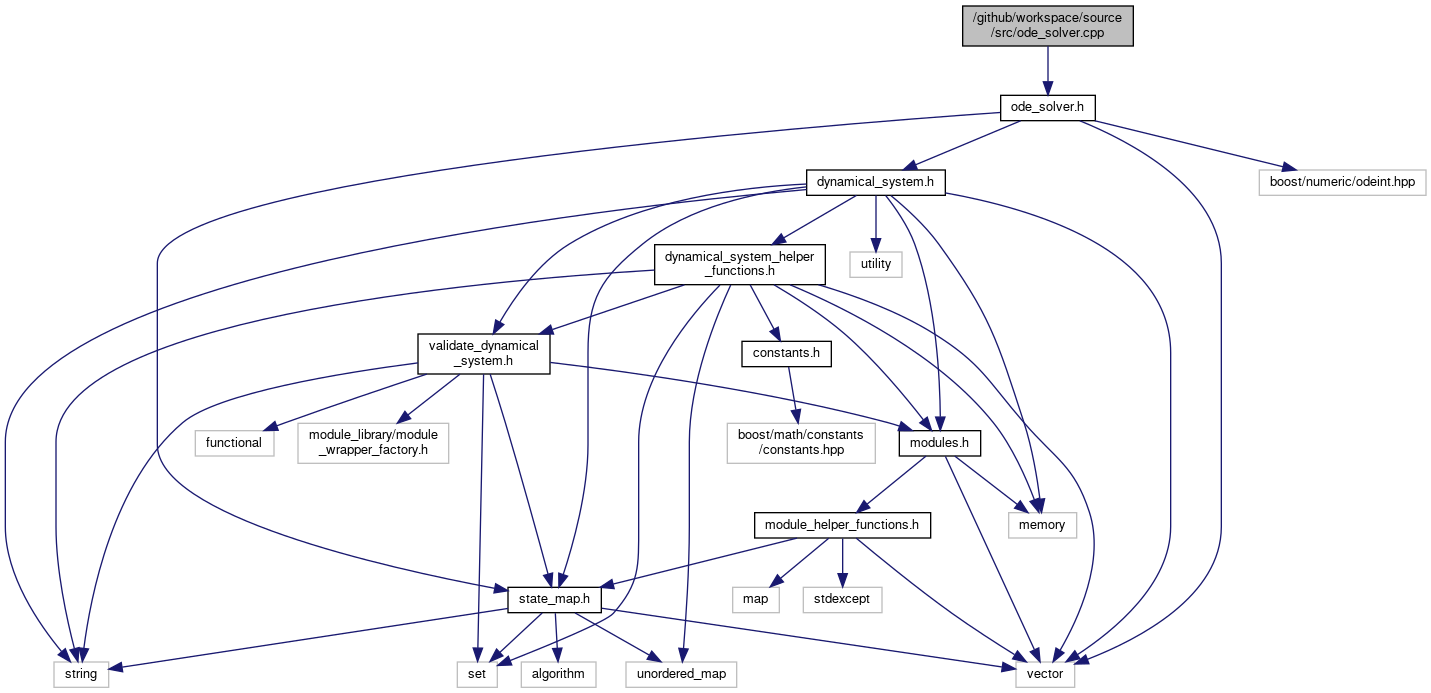 /github/workspace/source
/src/ode_solver.cpp
ode_solver.h
dynamical_system.h
boost/numeric/odeint.hpp
dynamical_system_helper
_functions.h
utility
validate_dynamical
_system.h
constants.h
functional
module_library/module
_wrapper_factory.h
boost/math/constants
/constants.hpp
modules.h
module_helper_functions.h
memory
state_map.h
map
stdexcept
string
set
algorithm
unordered_map
vector